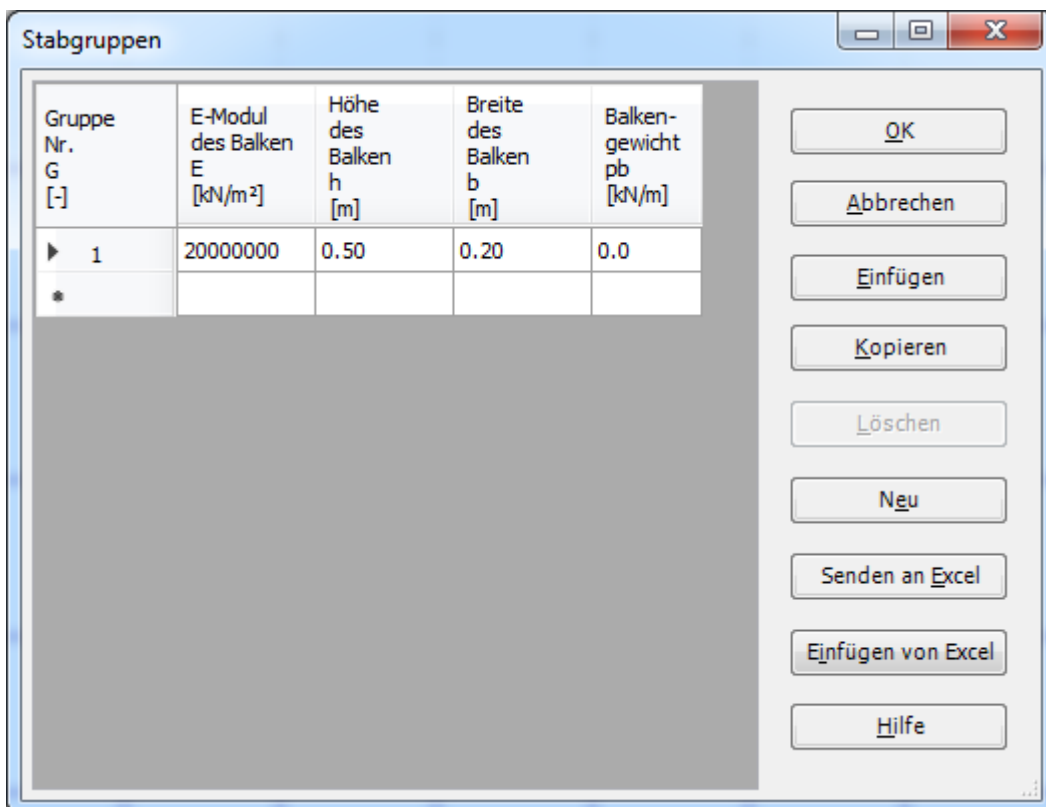 Stabgruppen
Gruppe
Nr.
G
[-]
E-Modul
des Balken
E
[kN/m²]
Höhe
des
Balken
h
[m]
Breite
des
Balken
b
[m]
Balken-
gewicht
pb
[kN/m]
1 20000000 0.50 0.20 0.0
OK
Abbrechen
Einfügen
Kopieren
Löschen
Neu
Senden an Excel
Einfügen von Excel
Hilfe